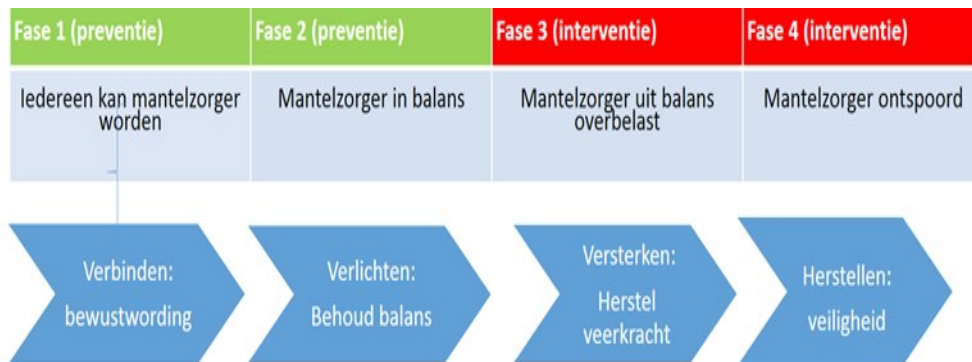 Fase 1 (preventie)
Fase 2 (preventie)
Fase 3 (interventie)
Fase 4 (interventie)
Iedereen kan mantelzorger
worden
Mantelzorger in balans
Mantelzorger uit balans
overbelast
Mantelzorger ontspoord
Verbinden:
bewustwording
Verlichten:
Behoud balans
Versterken:
Herstel
veerkracht
Herstellen:
veiligheid